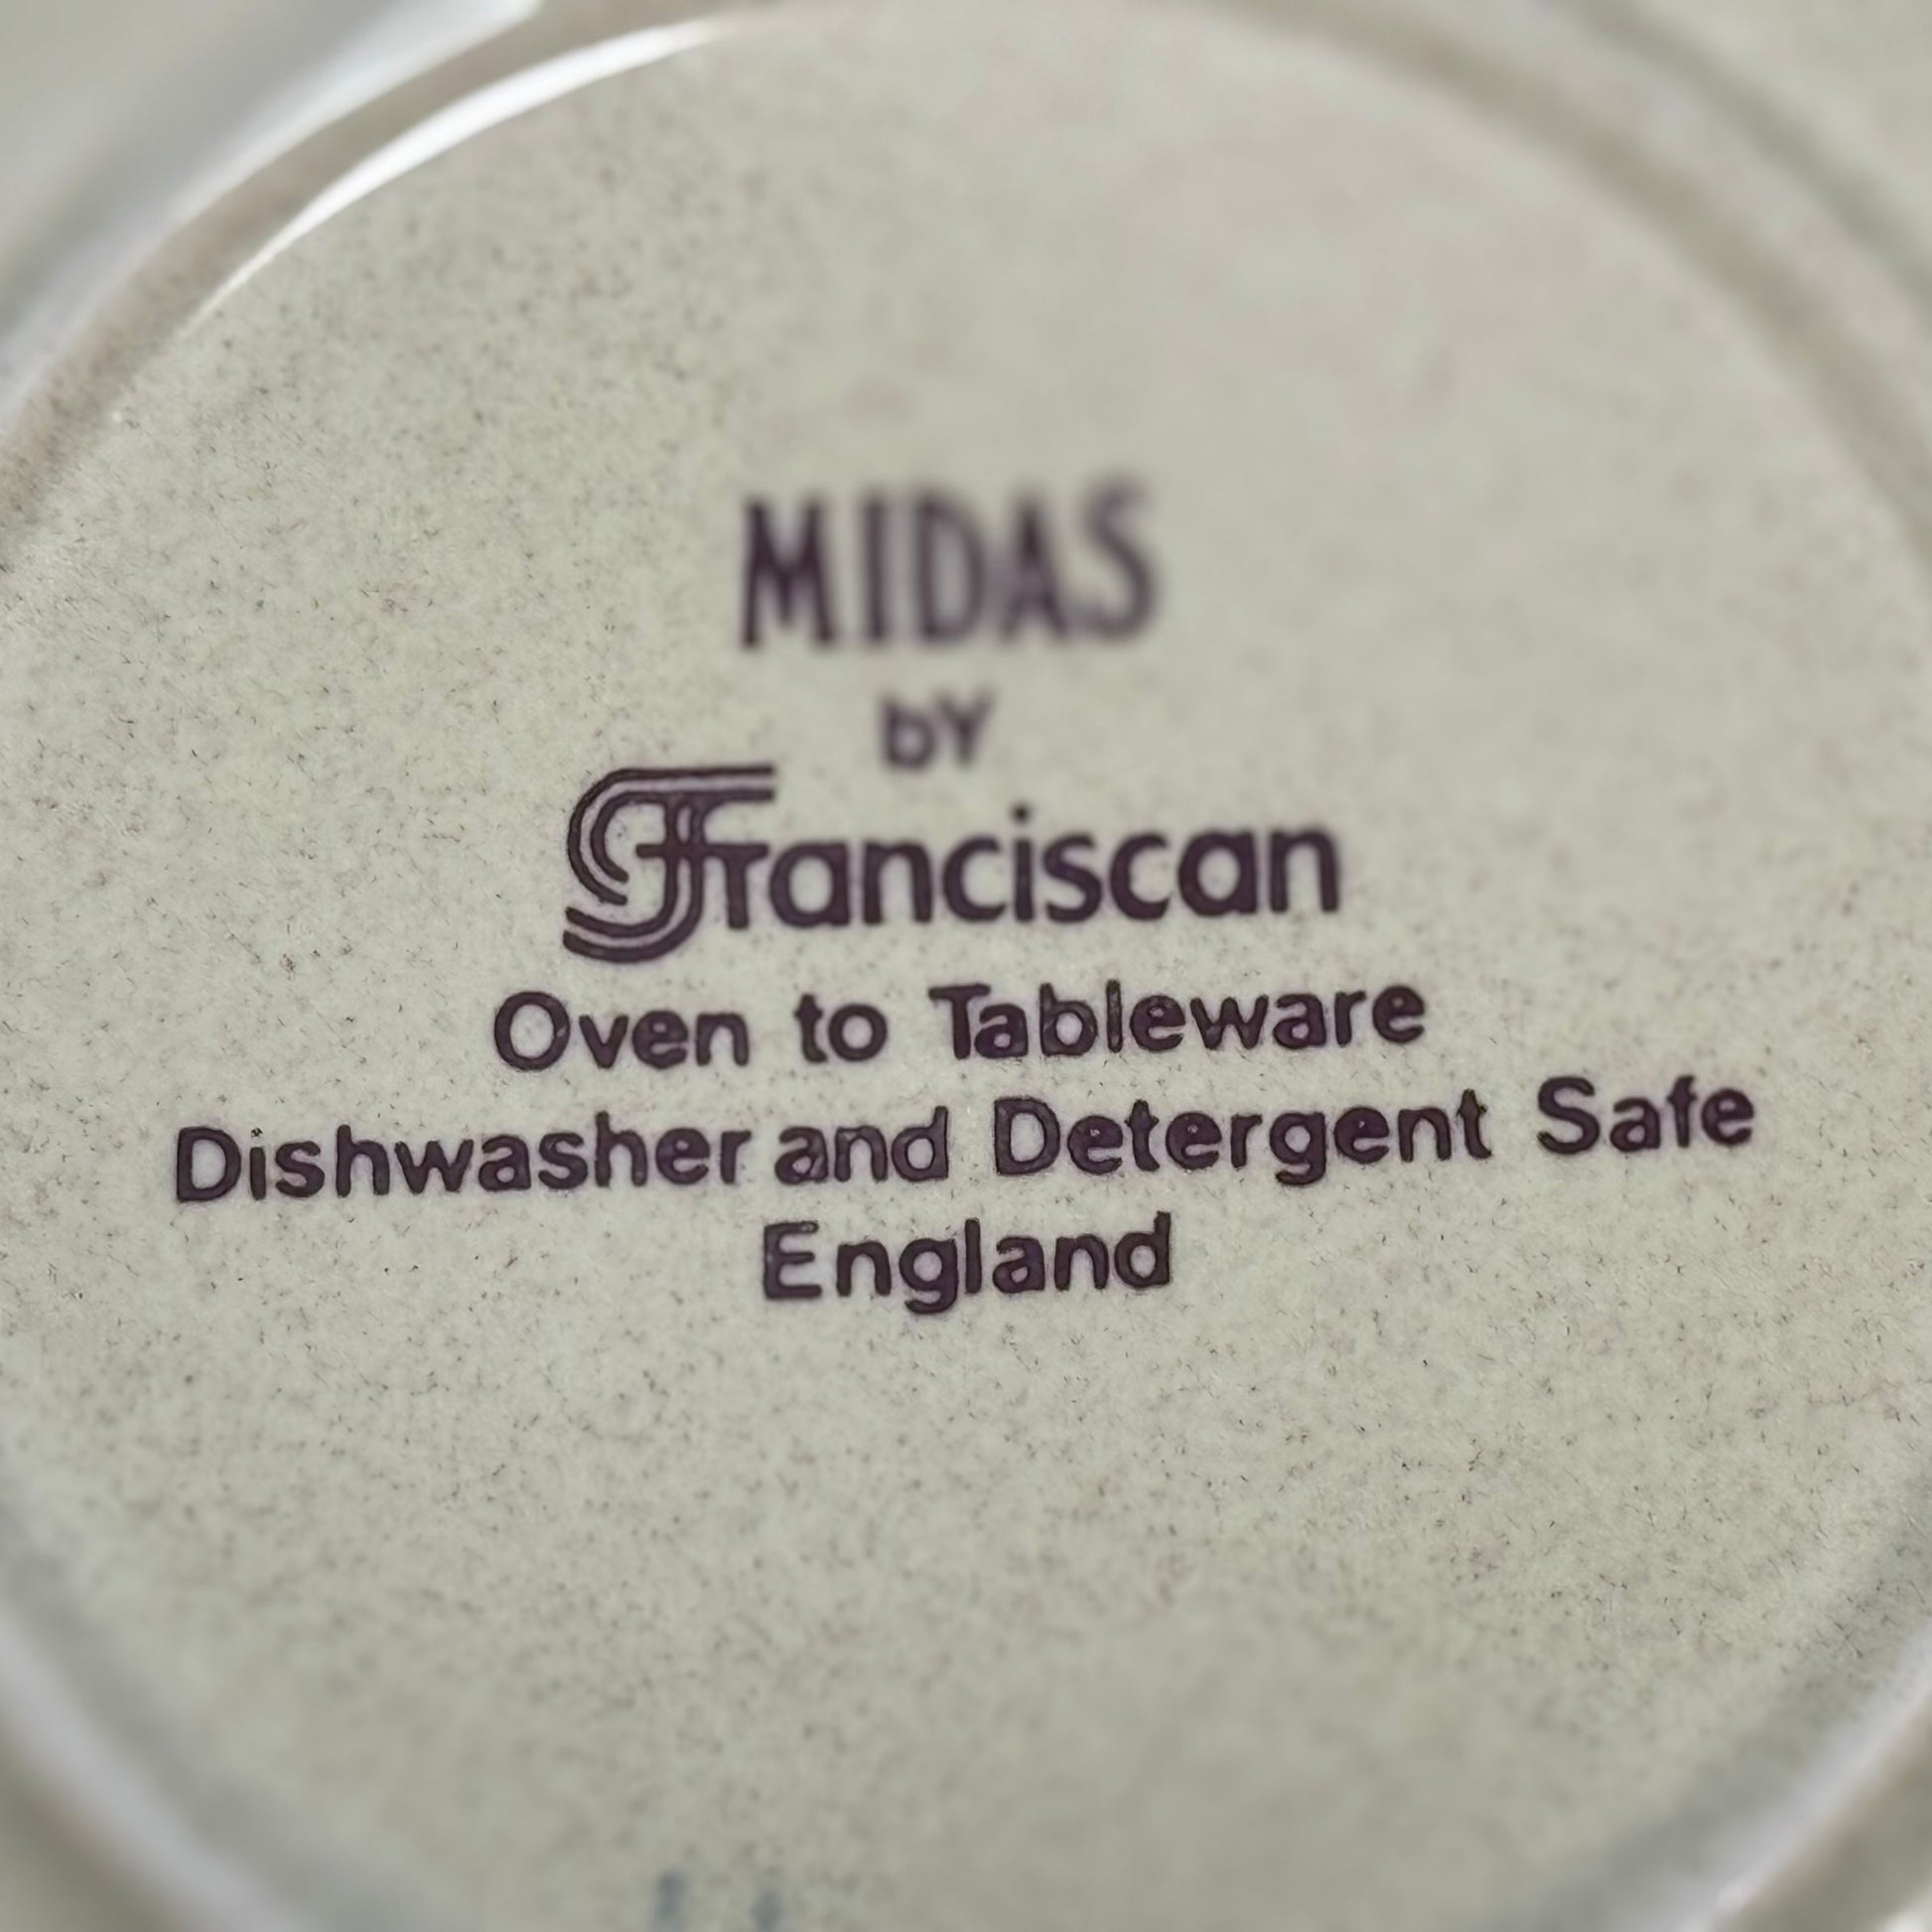 MIDAS
bY
Franciscan
Oven to Tableware
Dishwasher and Detergent Safe
England